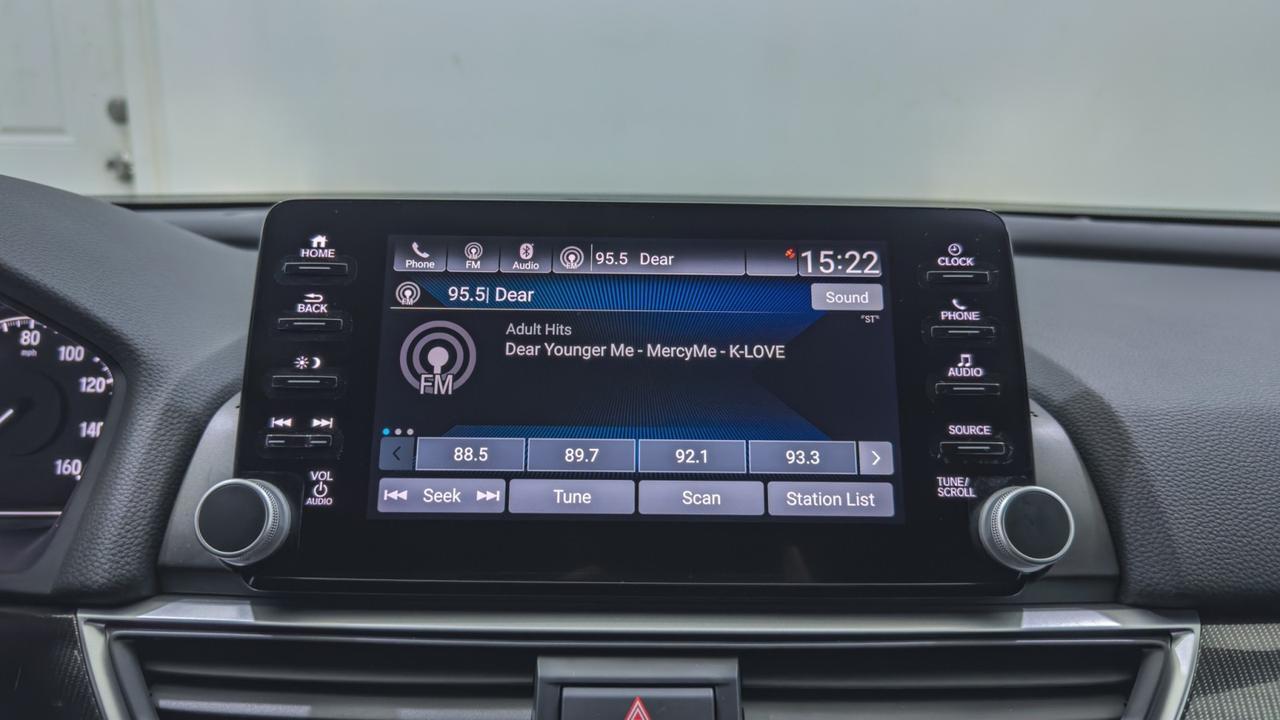 HOME
BACK
VOL
AUDIO
80
mph
100
120
140
160
Phone
FM
Audio
FM
95.5 Dear
15:22
FM
95.5| Dear
Sound
"ST"
FM
Adult Hits
Dear Younger Me - MercyMe - K-LOVE
88.5
89.7
92.1
93.3
Seek
Tune
Scan
Station List
CLOCK
PHONE
AUDIO
SOURCE
TUNE/
SCROLL